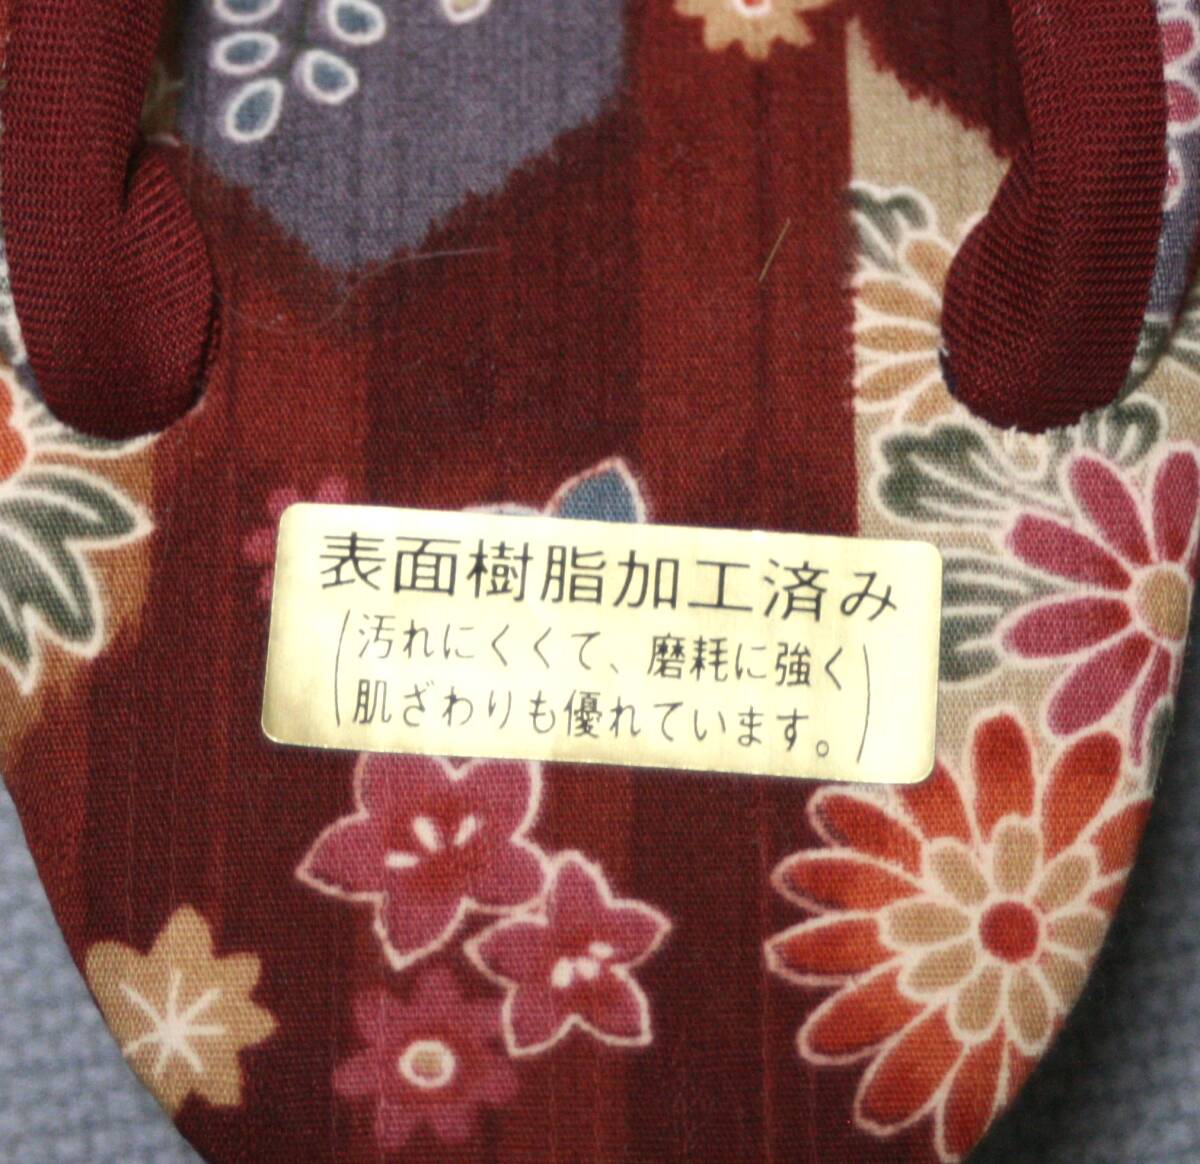 表面樹脂加工済み
(汚れにくくて、磨耗に強く
肌ざわりも優れています。)